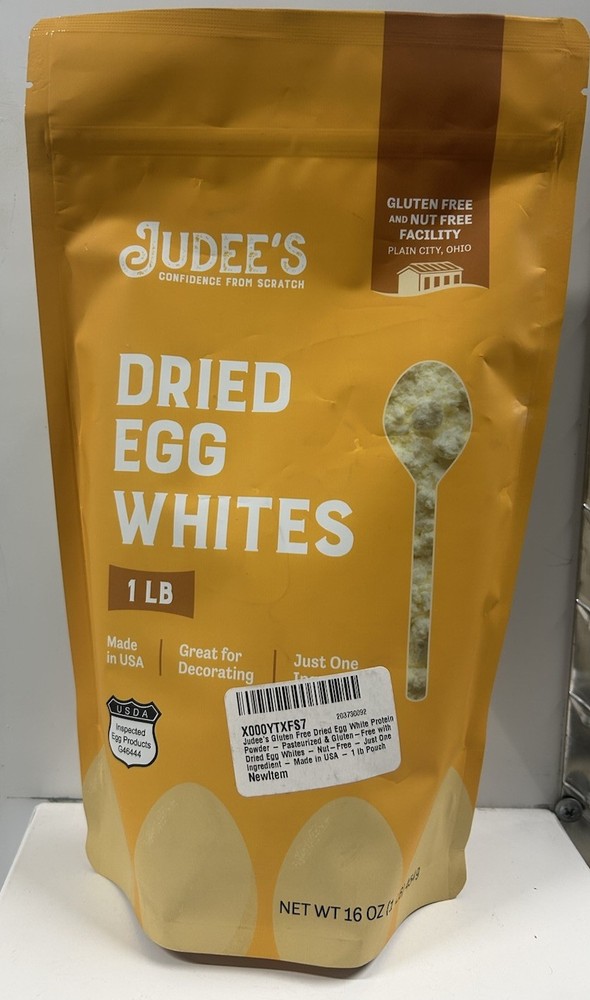 GLUTEN FREE
AND NUT FREE
FACILITY
PLAIN CITY, OHIO
JUDEE'S
CONFIDENCE FROM SCRATCH
DRIED
EGG
WHITES
1 LB
Made
in USA
Great for
Decorating
Just One
USDA
Inspected
Egg Products
G46444
X000YTXFS7
203730092
Judee's Gluten Free Dried Egg White Protein
Powder - Pasteurized & Gluten-Free with
Dried Egg Whites - Nut-Free - Just One
Ingredient - Made in USA - 1 lb Pouch
NewItem
NET WT 16 OZ (1